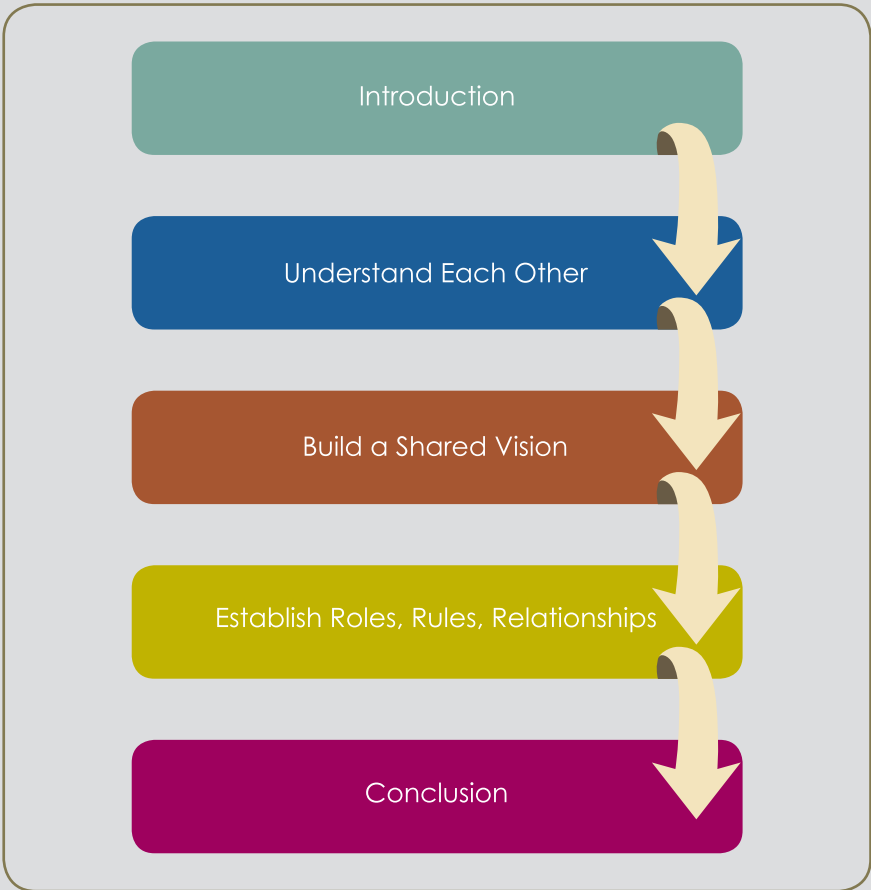 Introduction
Understand Each Other
Build a Shared Vision
Establish Roles, Rules, Relationships
Conclusion